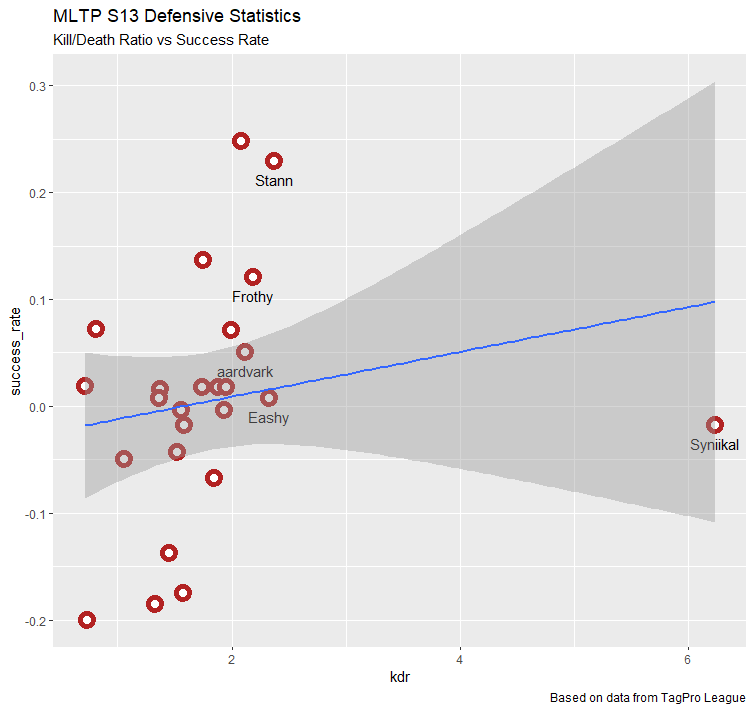 MLTP S13 Defensive Statistics
Kill/Death Ratio vs Success Rate
0.3
0.2
0.1
0.0
-0.1
-0.2
success_rate
Stann
Frothy
aardvark
Eashy
Syniikal
2
4
6
kdr
Based on data from TagPro League